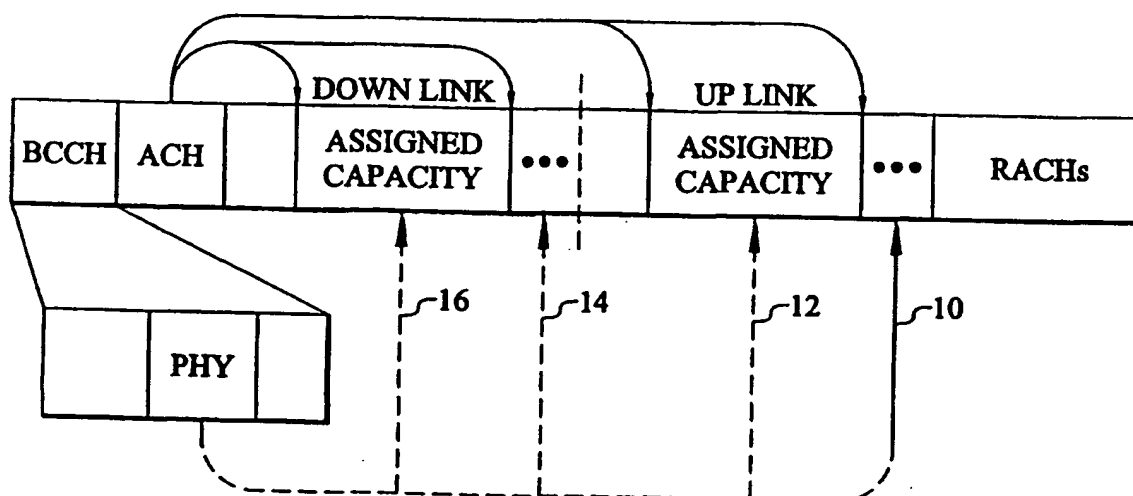 DOWN LINK
UP LINK
BCCH
ACH
ASSIGNED
CAPACITY
•••
ASSIGNED
CAPACITY
•••
RACHs
16
14
12
10
PHY